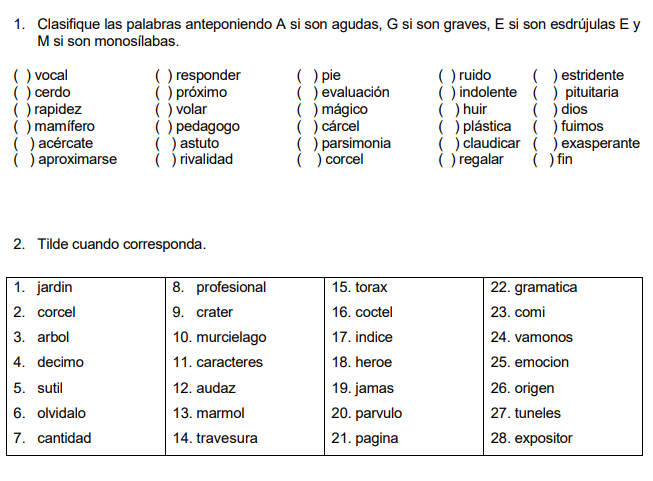 1. Clasifique las palabras anteponiendo A si son agudas, G si son graves, E si son esdrújulas E y
M si son monosílabas.
( ) vocal ( ) responder ( ) pie ( ) ruido ( ) estridente
( ) cerdo ( ) próximo ( ) evaluación ( ) indolente ( ) pituitaria
( ) rapidez ( ) volar ( ) mágico ( ) huir ( ) dios
( ) mamífero ( ) pedagogo ( ) cárcel ( ) plástica ( ) fuimos
( ) acércate ( ) astuto ( ) parsimonia ( ) claudicar ( ) exasperante
( ) aproximarse ( ) rivalidad ( ) corcel ( ) regalar ( ) fin
2. Tilde cuando corresponda.
1. jardin 8. profesional 15. torax 22. gramatica
2. corcel 9. crater 16. coctel 23. comi
3. arbol 10. murcielago 17. indice 24. vamonos
4. decimo 11. caracteres 18. heroe 25. emocion
5. sutil 12. audaz 19. jamas 26. origen
6. olvidalo 13. marmol 20. parvulo 27. tuneles
7. cantidad 14. travesura 21. pagina 28. expositor